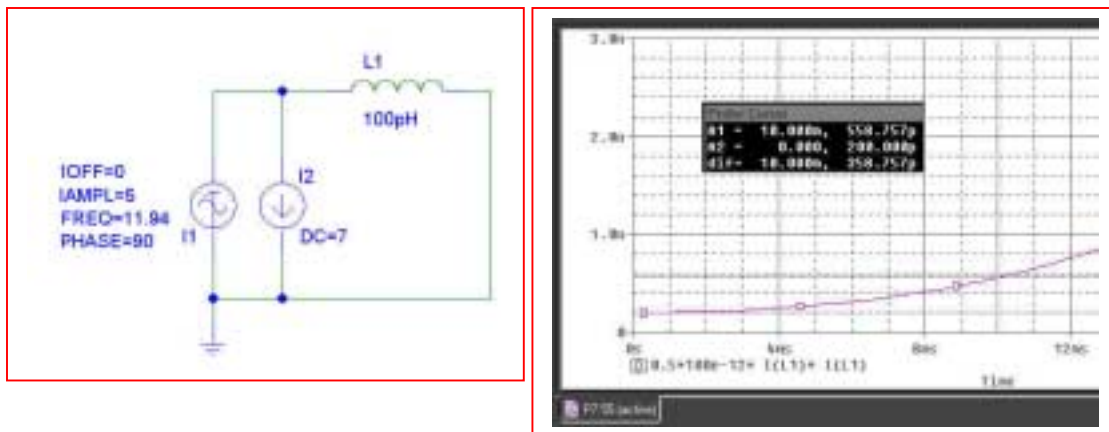 L1
100pH
IOFF=0
IAMPL=5
FREQ=11.94
PHASE=90
I1
I2
DC=7
3.0n
2.0n
1.0n
0
Probe Cursor
A1 = 10.000m, 558.757p
A2 = 0.000, 200.000p
dif= 10.000m, 358.757p
0s
4ms
8ms
12ms
0.5*100e-12* I(L1)* I(L1)
Time
(active)